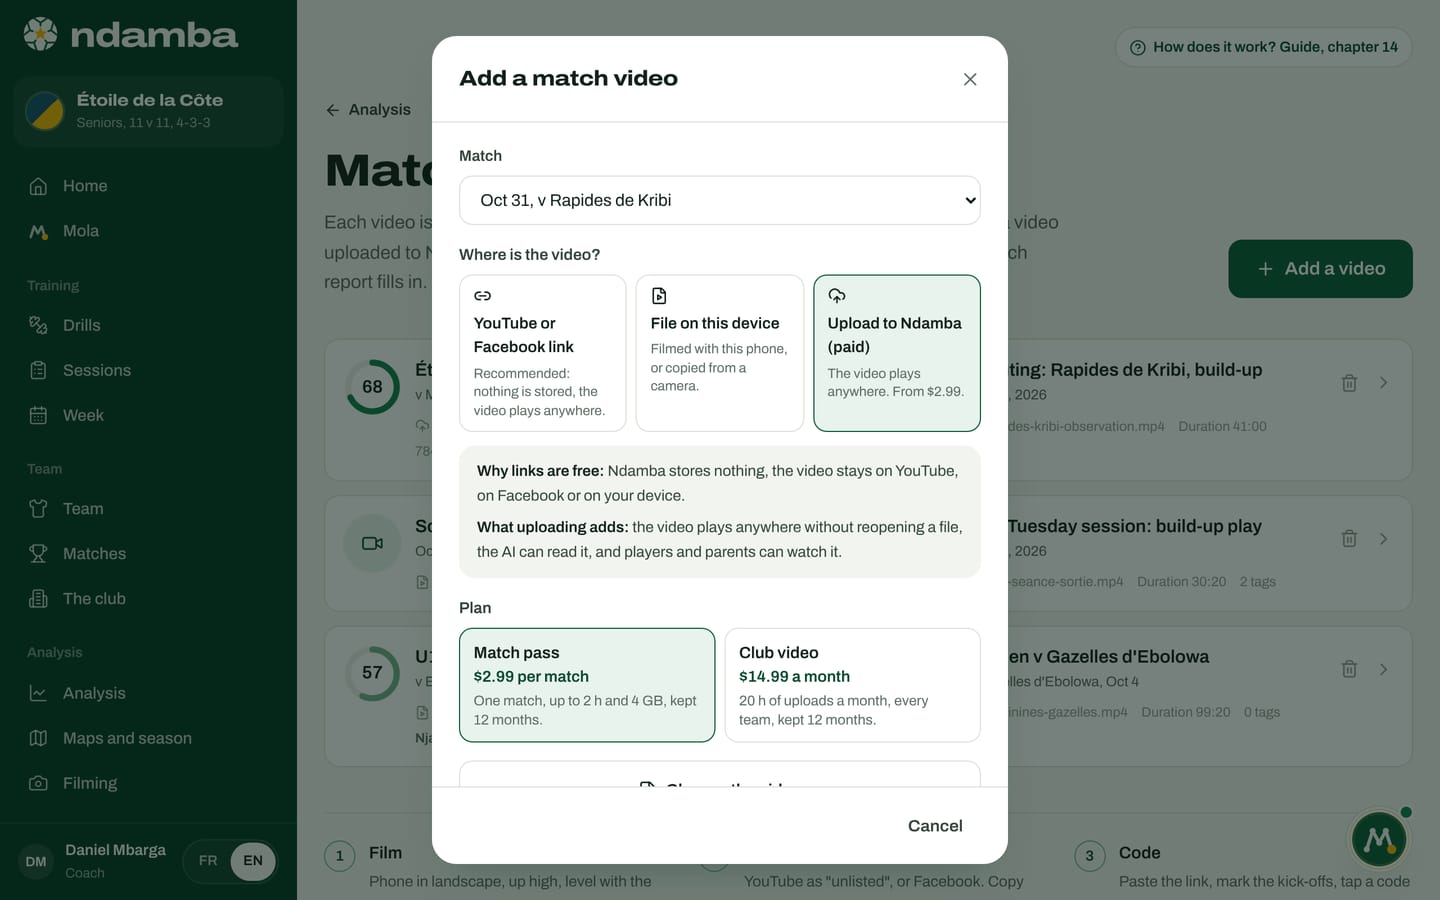 ndamba
Étoile de la Côte
Seniors, 11 v 11, 4-3-3
Home
Mola
Training
Drills
Sessions
Week
Team
Team
Matches
The club
Analysis
Analysis
Maps and season
Filming
DM
Daniel Mbarga
Coach
FR
EN
How does it work? Guide, chapter 14
Analysis
Each video is
video
uploaded to
report fills in.
Add a video
68
v
784
57
v
ting: Rapides de Kribi, build-up
, 2026
des-kribi-observation.mp4 Duration 41:00
Tuesday session: build-up play
, 2026
-seance-sortie.mp4 Duration 30:20 2 tags
en v Gazelles d'Ebolowa
lles d'Ebolowa, Oct 4
inines-gazelles.mp4 Duration 99:20 0 tags
1
Film
Phone in landscape, up high, level with the
YouTube as "unlisted", or Facebook. Copy
3
Code
Paste the link, mark the kick-offs, tap a code
Add a match video
Match
Oct 31, v Rapides de Kribi
Where is the video?
YouTube or
Facebook link
Recommended:
nothing is stored, the
video plays anywhere.
File on this device
Filmed with this phone,
or copied from a
camera.
Upload to Ndamba
(paid)
The video plays
anywhere. From $2.99.
Why links are free: Ndamba stores nothing, the video stays on YouTube,
on Facebook or on your device.
What uploading adds: the video plays anywhere without reopening a file,
the AI can read it, and players and parents can watch it.
Plan
Match pass
$2.99 per match
One match, up to 2 h and 4 GB, kept
12 months.
Club video
$14.99 a month
20 h of uploads a month, every
team, kept 12 months.
Cancel